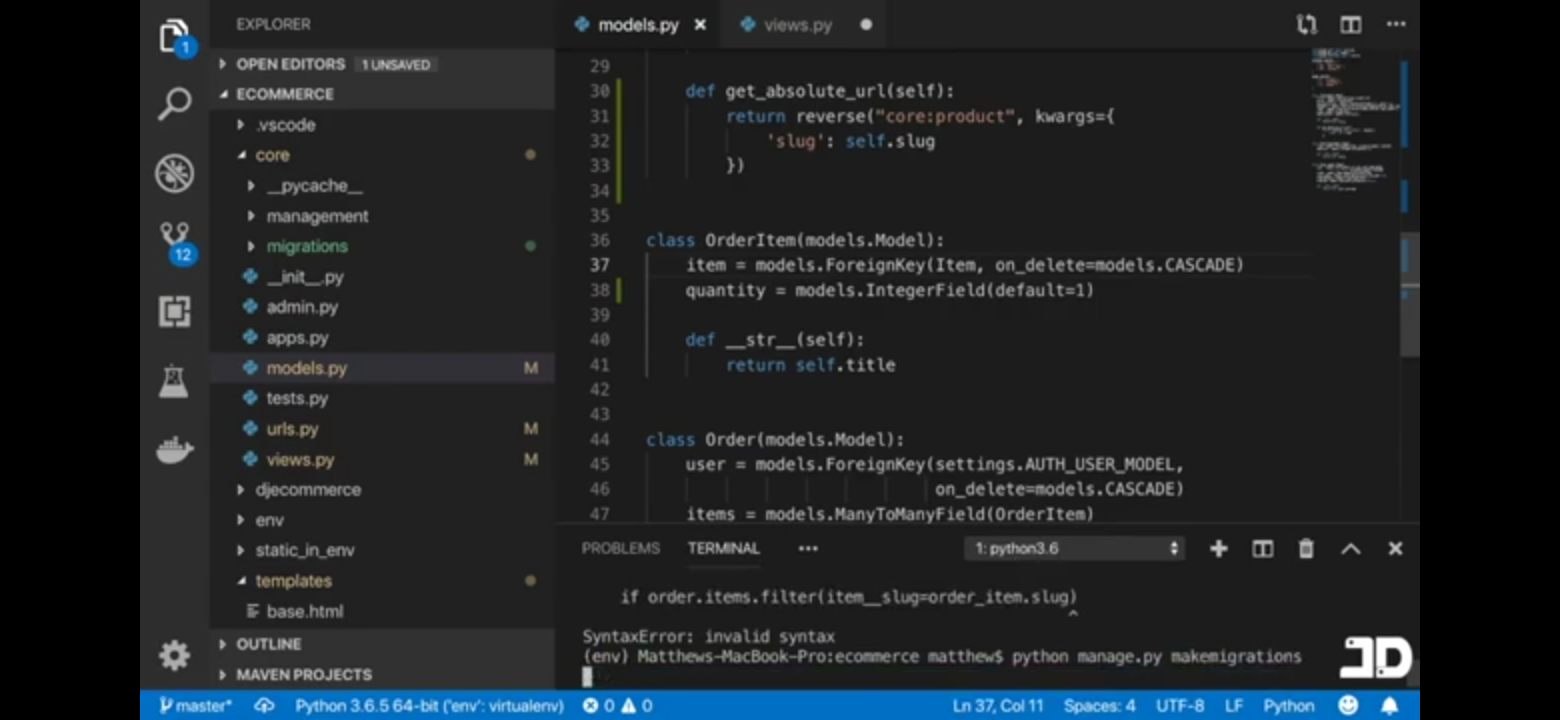 EXPLORER
models.py
views.py
1
OPEN EDITORS 1 UNSAVED
ECOMMERCE
.vscode
core
__pycache__
management
migrations
12
__init__.py
admin.py
apps.py
models.py M
tests.py
urls.py M
views.py M
djecommerce
env
static_in_env
templates
base.html
OUTLINE
MAVEN PROJECTS
29
30 def get_absolute_url(self):
31 return reverse("core:product", kwargs={
32 'slug': self.slug
33 })
34
35
36 class OrderItem(models.Model):
37 item = models.ForeignKey(Item, on_delete=models.CASCADE)
38 quantity = models.IntegerField(default=1)
39
40 def __str__(self):
41 return self.title
42
43
44 class Order(models.Model):
45 user = models.ForeignKey(settings.AUTH_USER_MODEL,
46 on_delete=models.CASCADE)
47 items = models.ManyToManyField(OrderItem)
PROBLEMS TERMINAL ••• 1: python3.6
if order.items.filter(item__slug=order_item.slug)
^
SyntaxError: invalid syntax
(env) Matthews-MacBook-Pro:ecommerce matthew$ python manage.py makemigrations
JD
master* Python 3.6.5 64-bit ('env': virtualenv) 0 0 Ln 37, Col 11 Spaces: 4 UTF-8 LF Python